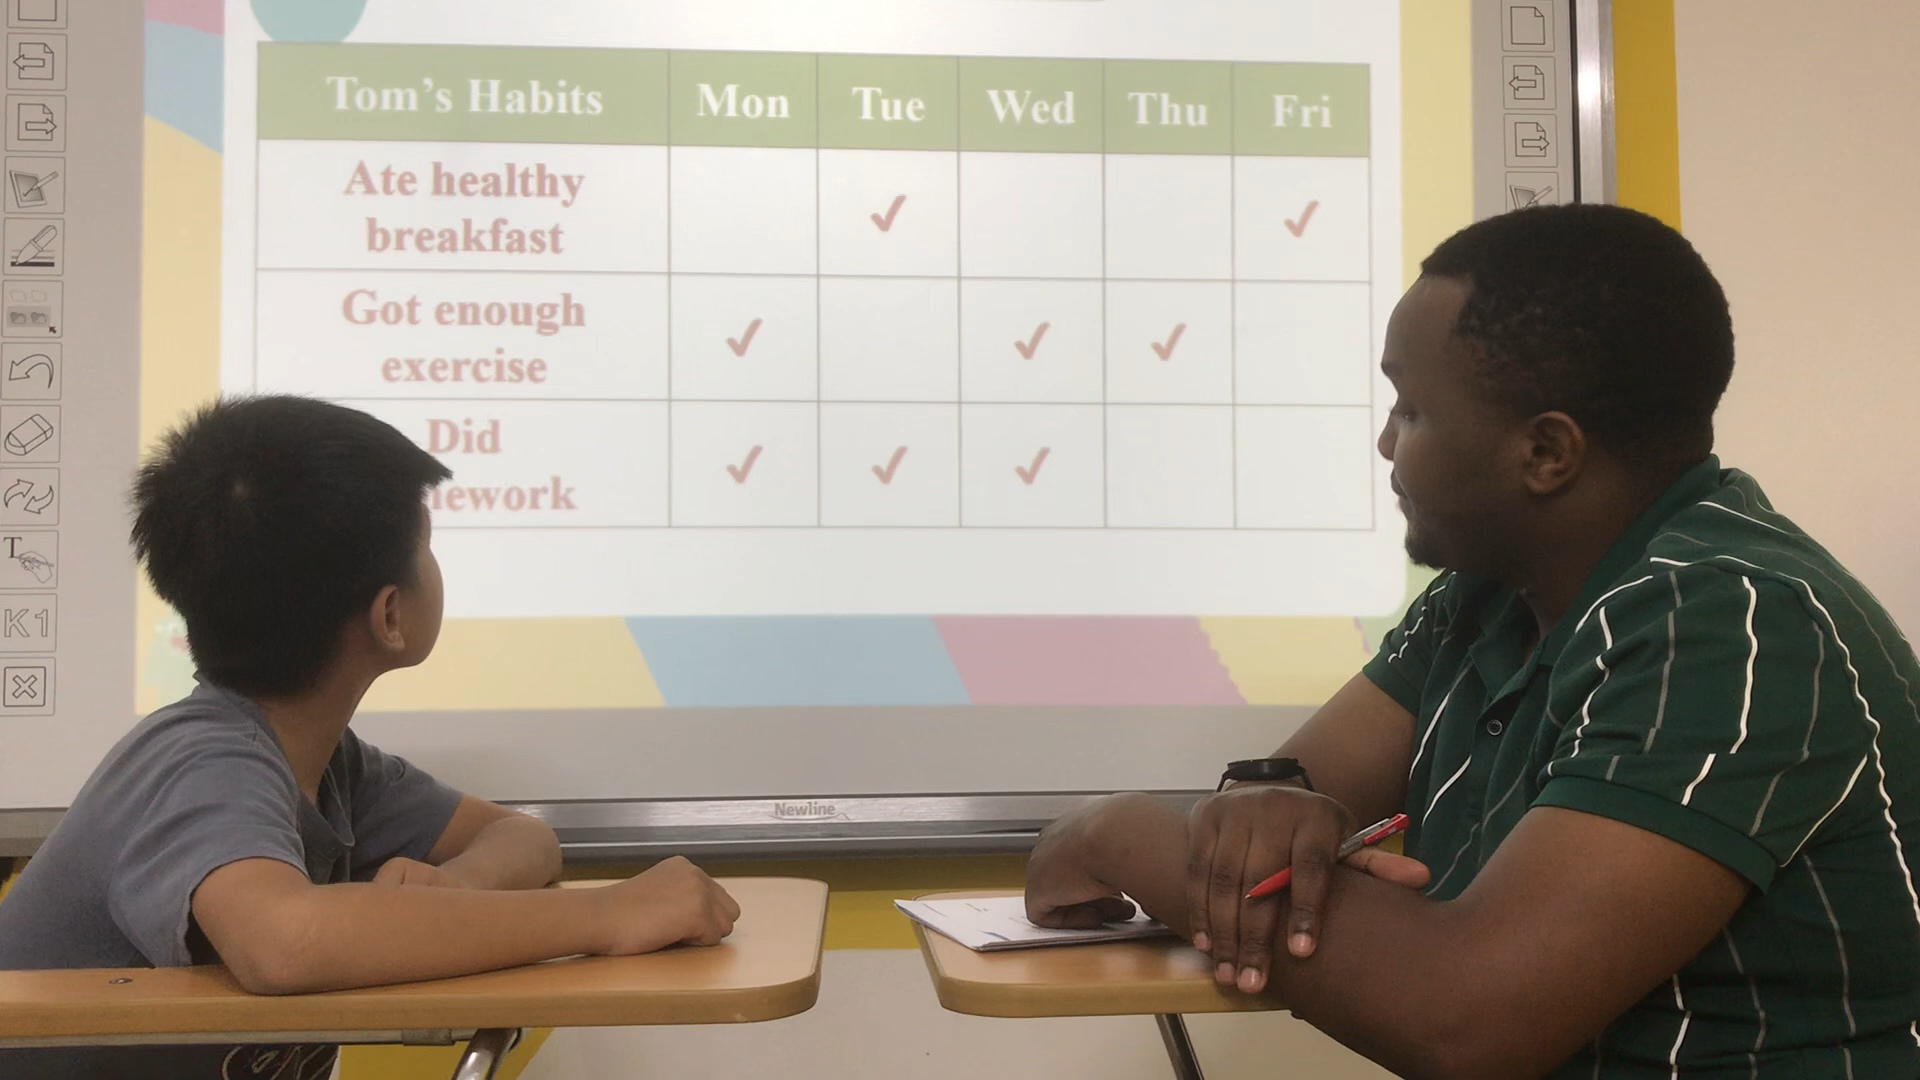 Tom's Habits Mon Tue Wed Thu Fri
Ate healthy
breakfast ✓ ✓
Got enough
exercise ✓ ✓ ✓
Did
ework ✓ ✓ ✓
T
K1
Newline